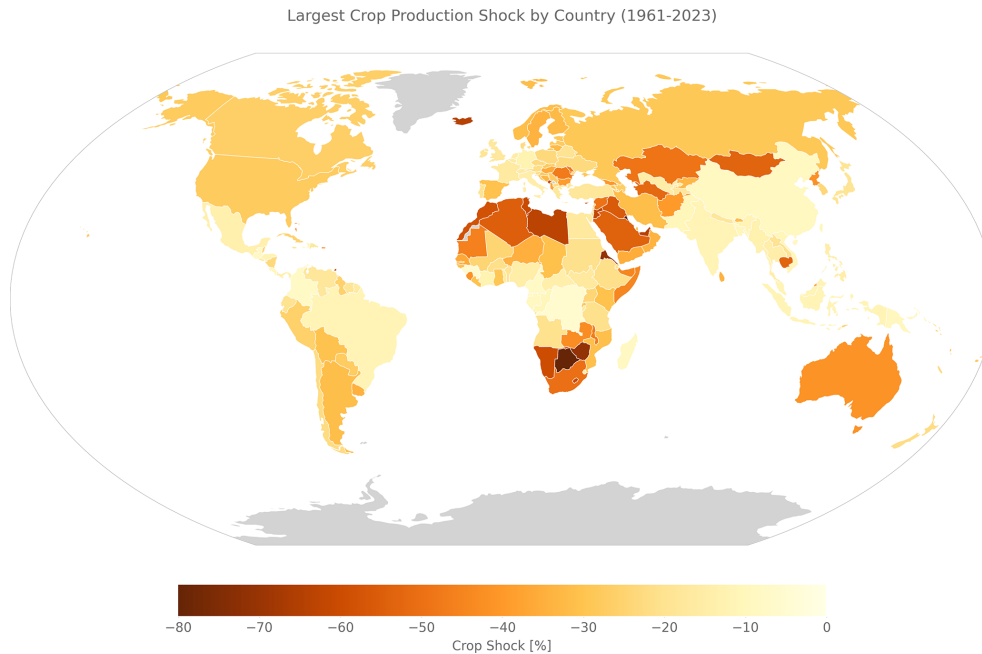 Largest Crop Production Shock by Country (1961-2023)
−80 −70 −60 −50 −40 −30 −20 −10 0
Crop Shock [%]